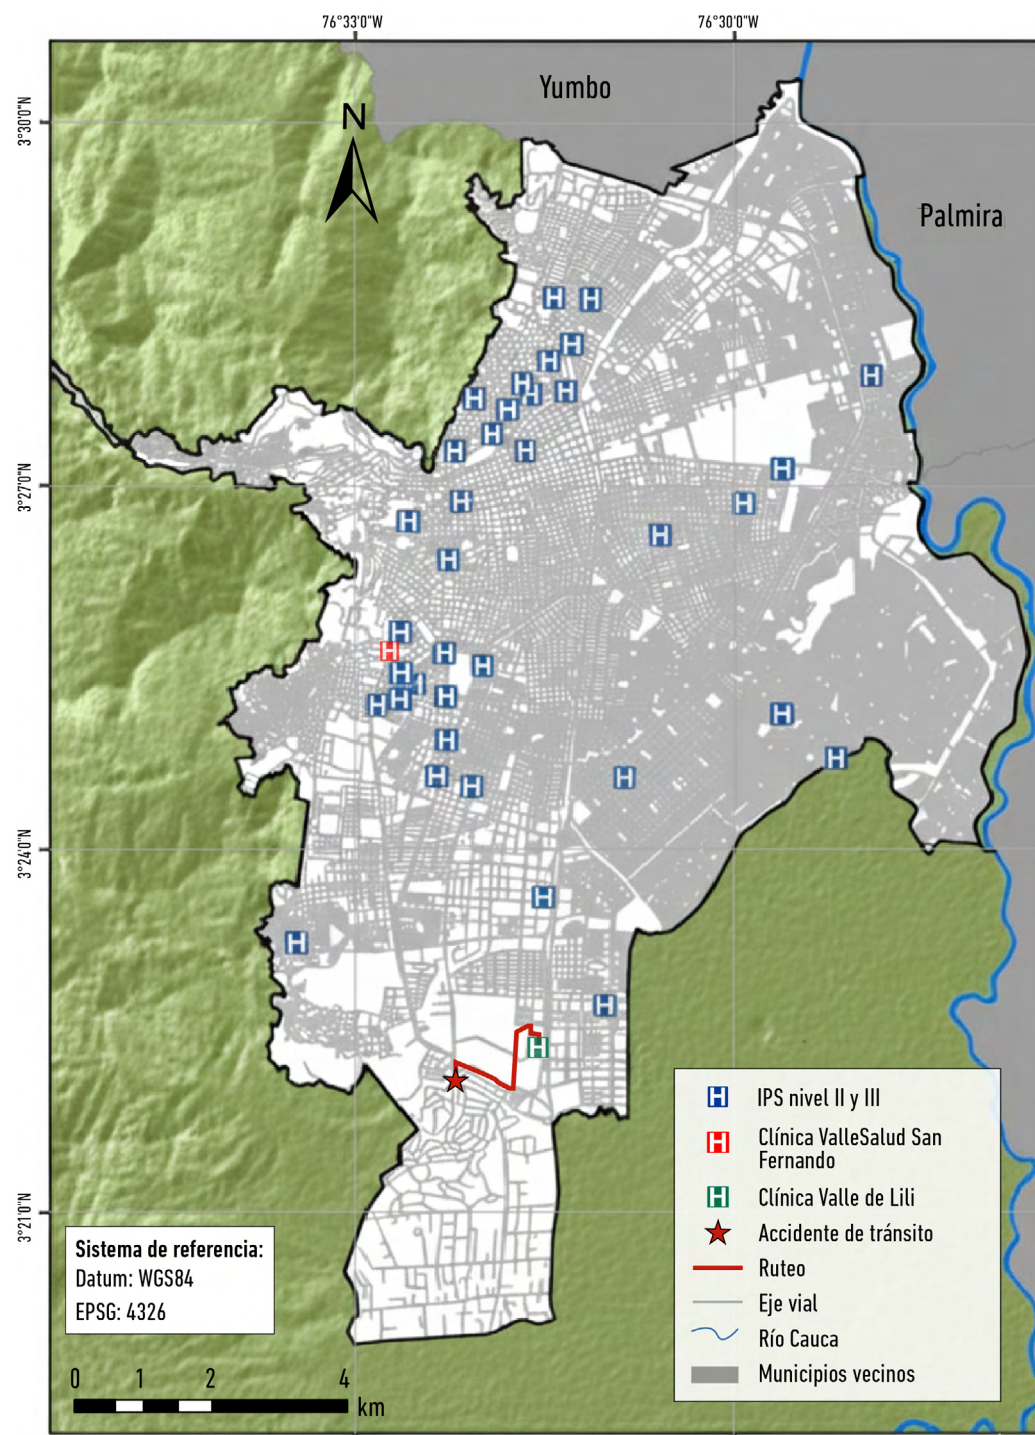 76°33'0"W
76°30'0"W
3°30'0"N
Yumbo
N
Palmira
3°27'0"N
3°24'0"N
3°21'0"N
H IPS nivel II y III
H Clínica ValleSalud San
Fernando
H Clínica Valle de Lili
Accidente de tránsito
Ruteo
Eje vial
Río Cauca
Municipios vecinos
Sistema de referencia:
Datum: WGS84
EPSG: 4326
0 1 2 4
km